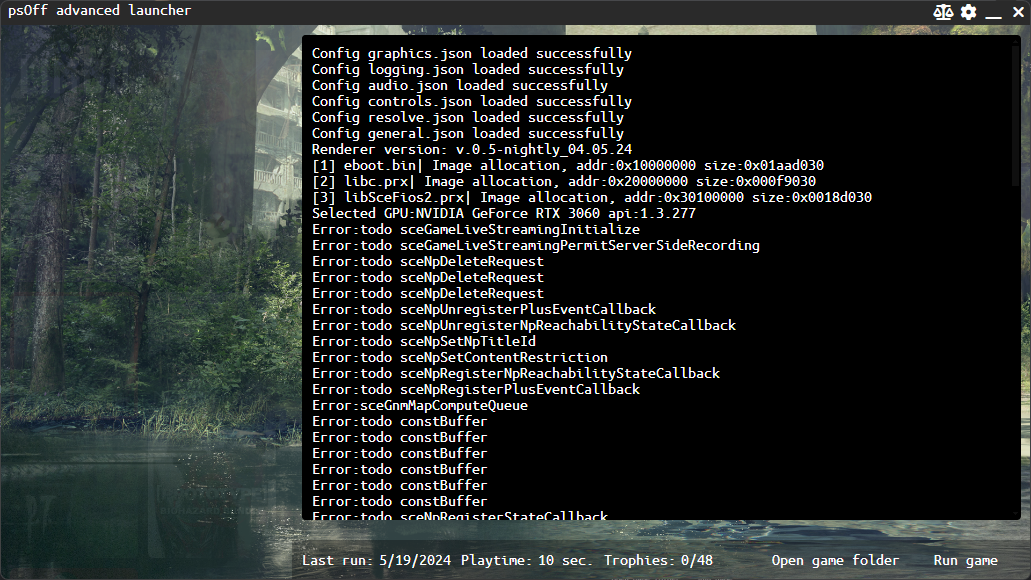 psOff advanced launcher
Config graphics.json loaded successfully
Config logging.json loaded successfully
Config audio.json loaded successfully
Config controls.json loaded successfully
Config resolve.json loaded successfully
Config general.json loaded successfully
Renderer version: v.0.5-nightly_04.05.24
[1] eboot.bin| Image allocation, addr:0x10000000 size:0x01aad030
[2] libc.prx| Image allocation, addr:0x20000000 size:0x000f9030
[3] libSceFios2.prx| Image allocation, addr:0x30100000 size:0x0018d030
Selected GPU:NVIDIA GeForce RTX 3060 api:1.3.277
Error:todo sceGameLiveStreamingInitialize
Error:todo sceGameLiveStreamingPermitServerSideRecording
Error:todo sceNpDeleteRequest
Error:todo sceNpDeleteRequest
Error:todo sceNpDeleteRequest
Error:todo sceNpUnregisterPlusEventCallback
Error:todo sceNpUnregisterNpReachabilityStateCallback
Error:todo sceNpSetNpTitleId
Error:todo sceNpSetContentRestriction
Error:todo sceNpRegisterNpReachabilityStateCallback
Error:todo sceNpRegisterPlusEventCallback
Error:sceGnmMapComputeQueue
Error:todo constBuffer
Error:todo constBuffer
Error:todo constBuffer
Error:todo constBuffer
Error:todo constBuffer
Error:todo constBuffer
Error:todo sceNpRegisterStateCallback
Last run: 5/19/2024 Playtime: 10 sec. Trophies: 0/48 Open game folder Run game